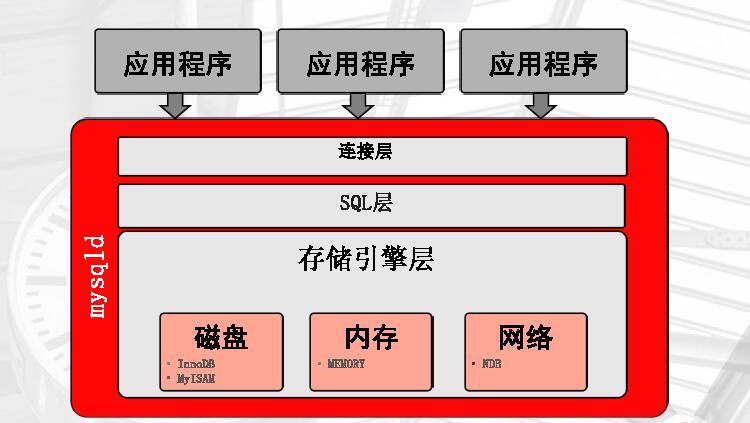 应用程序 应用程序 应用程序
连接层
SQL层
存储引擎层
mysqld
磁盘 内存 网络
• InnoDB • MEMORY • NDB
• MyISAM